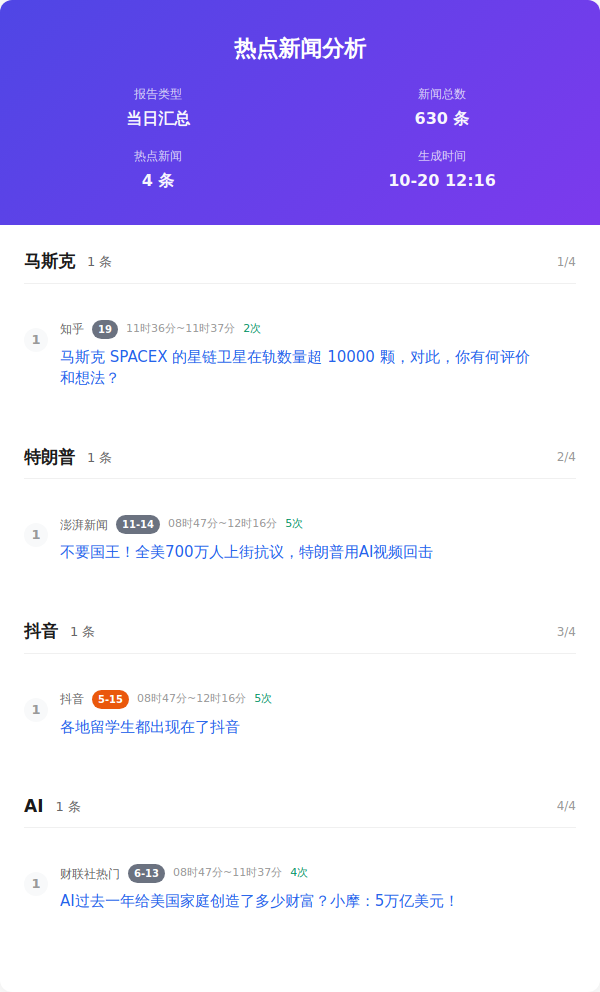 热点新闻分析
报告类型
新闻总数
当日汇总
630 条
热点新闻
生成时间
4 条
10-20 12:16
马斯克 1 条 1/4
1
知乎 19 11时36分~11时37分 2次
马斯克 SPACEX 的星链卫星在轨数量超 10000 颗，对此，你有何评价
和想法？
特朗普 1 条 2/4
1
澎湃新闻 11-14 08时47分~12时16分 5次
不要国王！全美700万人上街抗议，特朗普用AI视频回击
抖音 1 条 3/4
1
抖音 5-15 08时47分~12时16分 5次
各地留学生都出现在了抖音
AI 1 条 4/4
1
财联社热门 6-13 08时47分~11时37分 4次
AI过去一年给美国家庭创造了多少财富？小摩：5万亿美元！